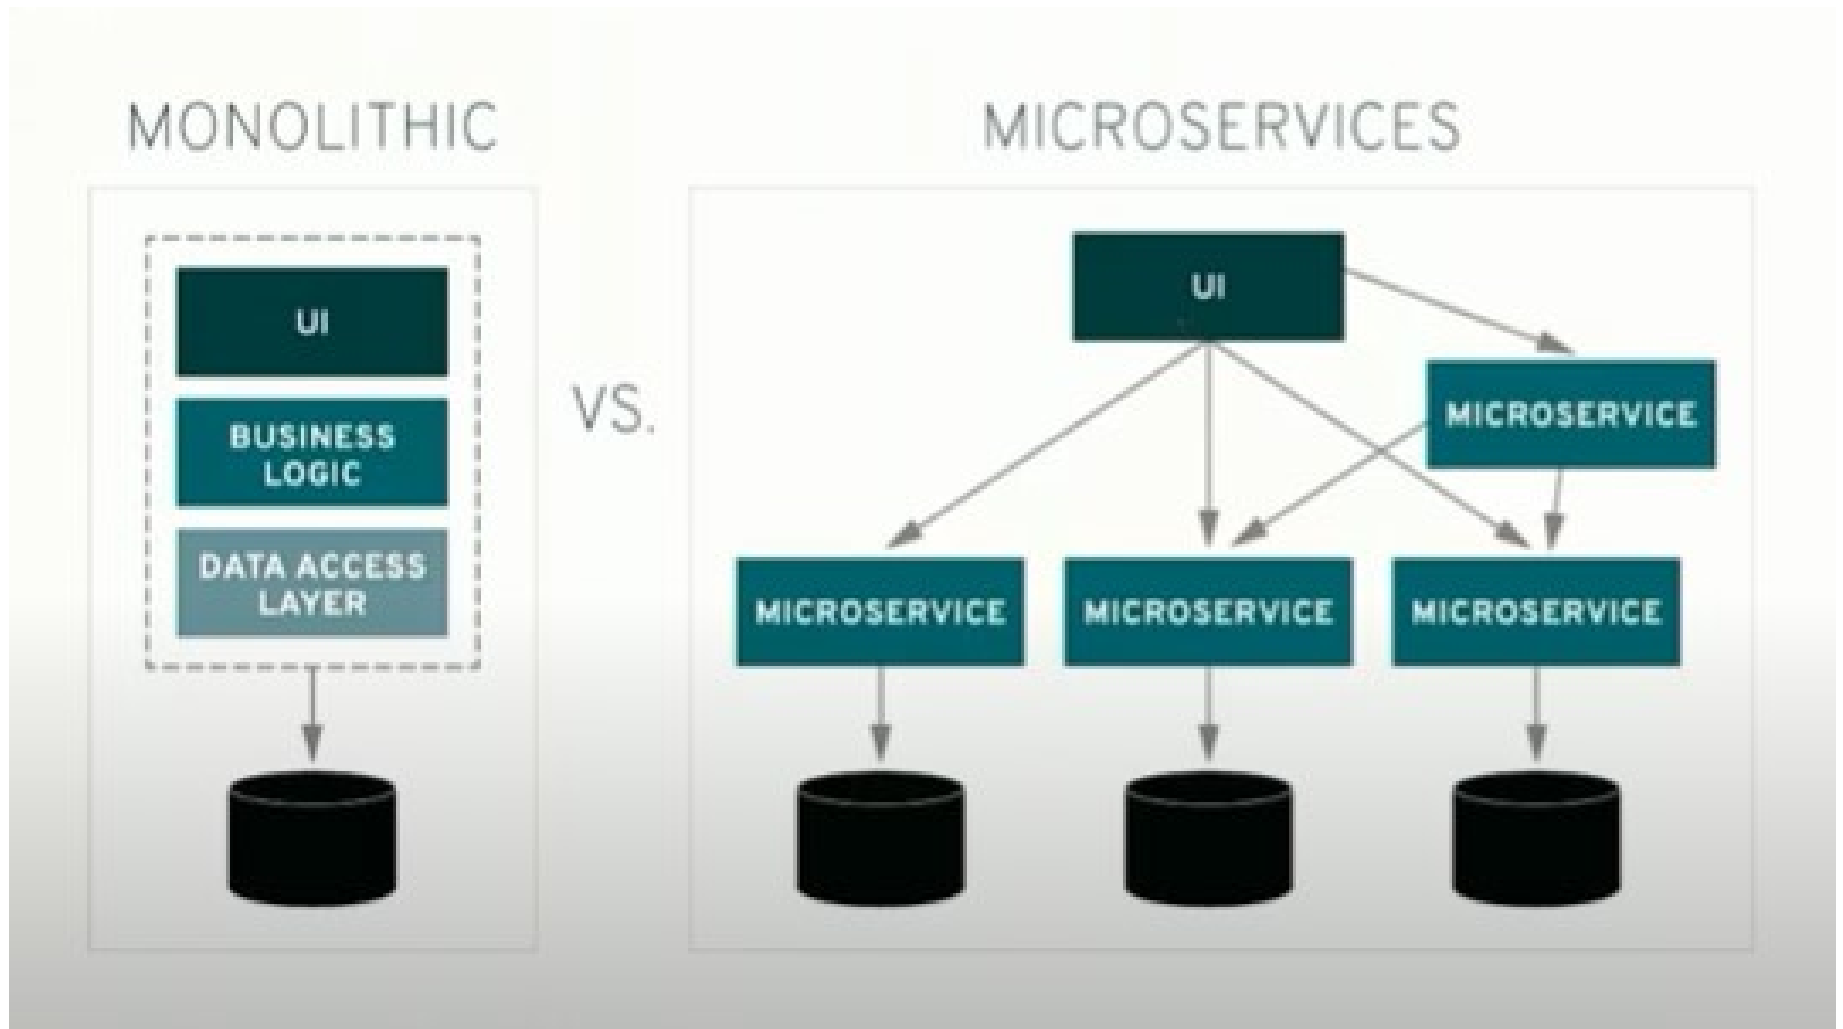 MONOLITHIC
UI
BUSINESS
LOGIC
DATA ACCESS
LAYER
VS.
MICROSERVICES
UI
MICROSERVICE
MICROSERVICE
MICROSERVICE
MICROSERVICE